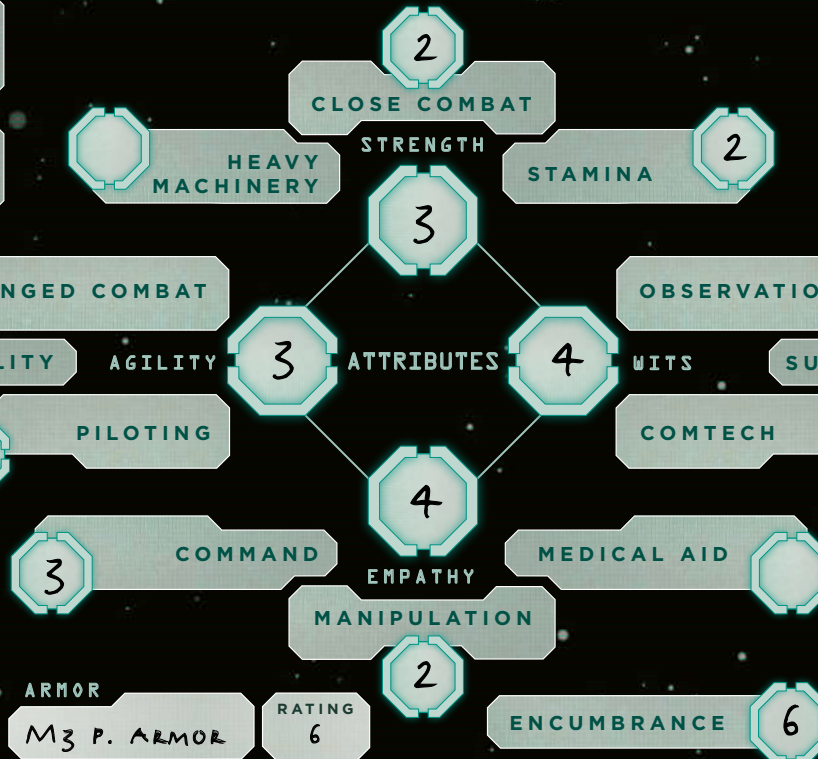 2
CLOSE COMBAT
STRENGTH
HEAVY
MACHINERY
STAMINA
2
3
NGED COMBAT
OBSERVATIO
LITY
AGILITY
3
ATTRIBUTES
4
WITS
SU
PILOTING
COMTECH
4
3
COMMAND
MEDICAL AID
EMPATHY
MANIPULATION
2
ARMOR
M3 P. ARMOR
RATING
6
ENCUMBRANCE
6